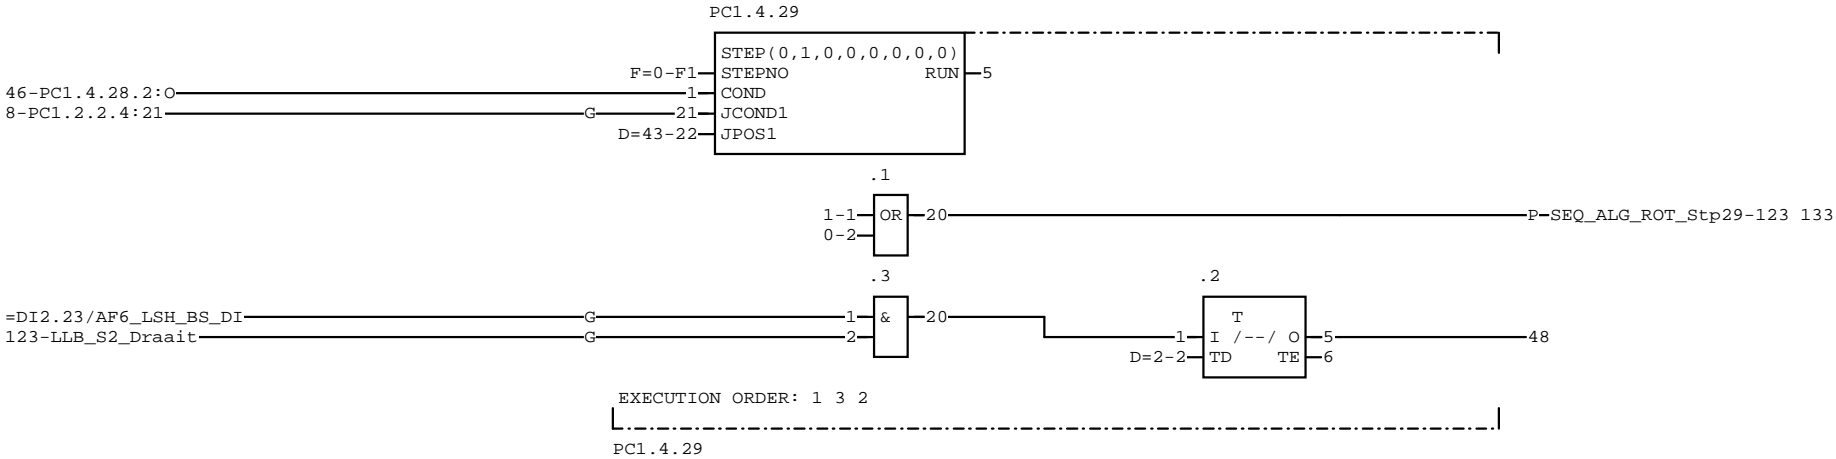 PC1.4.29
STEP(0,1,0,0,0,0,0,0)
F=0-F1 STEPNO RUN 5
46-PC1.4.28.2:O 1 COND
8-PC1.2.2.4:21 G 21 JCOND1
D=43-22 JPOS1
.1
1-1 OR 20 P SEQ_ALG_ROT_Stp29-123 133
0-2
.3 .2
=DI2.23/AF6_LSH_BS_DI G 1 & 20 T
123-LLB_S2_Draait G 2 1 I /--/ O 5 48
D=2-2 TD TE 6
EXECUTION ORDER: 1 3 2
PC1.4.29